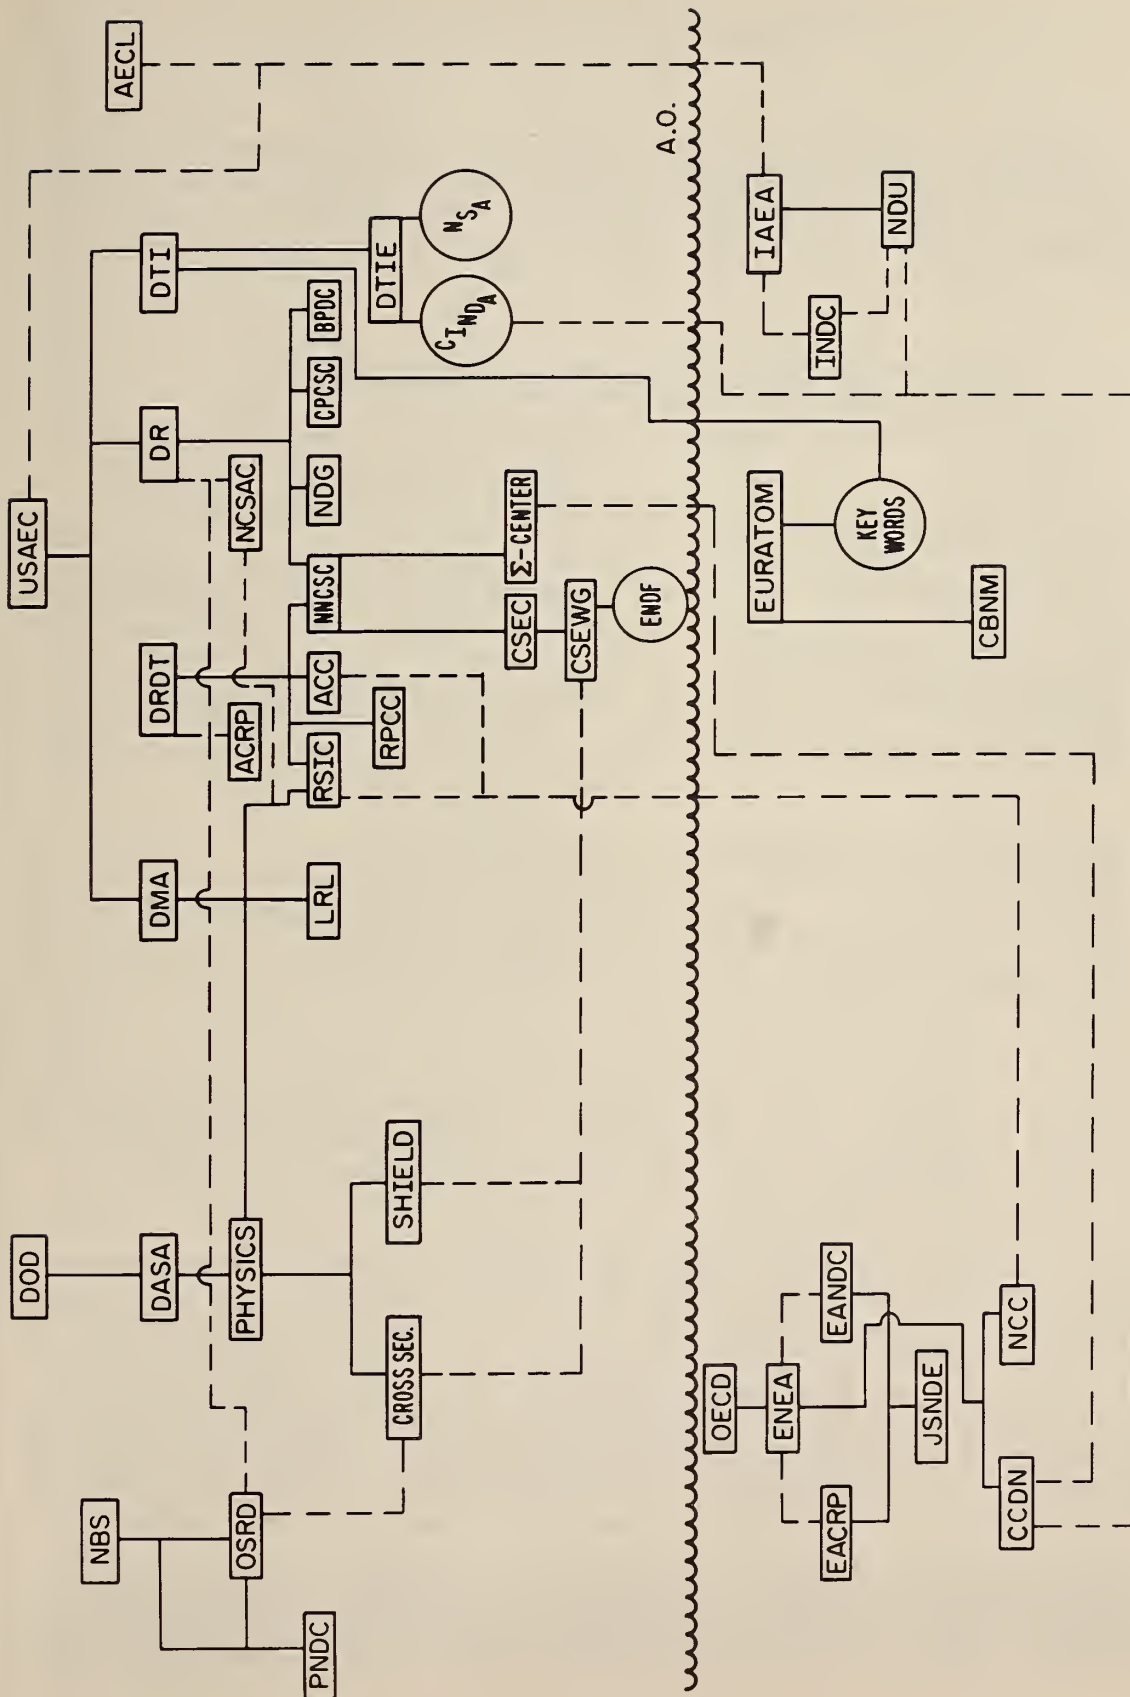 NBS
DOD
USAEC
AECL
OSRD
DASA
DMA
DRDT
DR
DTI
PNDC
PHYSICS
ACRP
NCSAC
LRL
RSIC
ACC
NNCSC
NDG
CPCSC
BPDC
CROSS SEC.
SHIELD
RPCC
DTIE
CINDA
NSA
CSEC
Σ-CENTER
CSEWG
ENDF
A.O.
OECD
ENEA
EACRP
EANDC
JSNDE
CCDN
NCC
EURATOM
KEY
WORDS
CBNM
IAEA
INDC
NDU